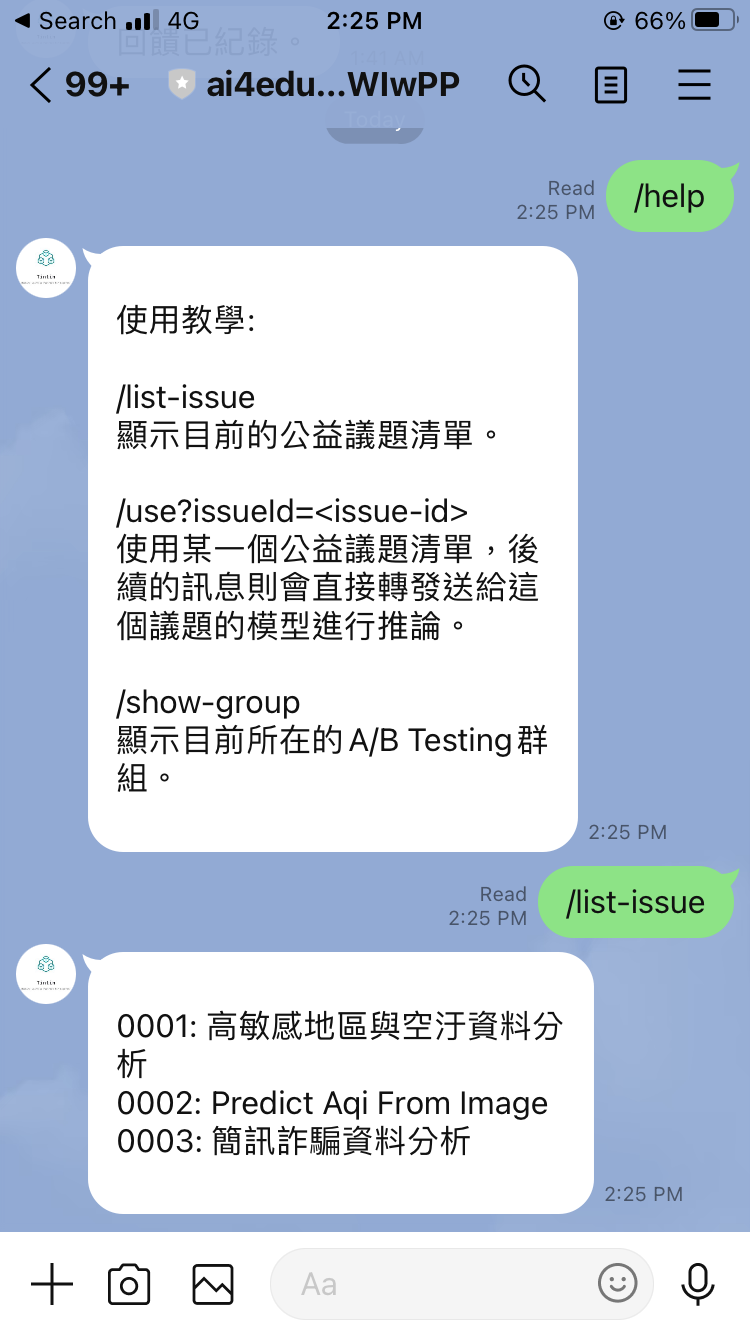 Search 4G 2:25 PM 66%
回饋已紀錄。
1:41 AM
99+ ai4edu...WIwPP
Today
Read
2:25 PM
/help
Tintin
使用教學:
/list-issue
顯示目前的公益議題清單。
/use?issueId=<issue-id>
使用某一個公益議題清單，後
續的訊息則會直接轉發送給這
個議題的模型進行推論。
/show-group
顯示目前所在的A/B Testing群
組。
2:25 PM
Read
2:25 PM
/list-issue
Tintin
0001: 高敏感地區與空汙資料分
析
0002: Predict Aqi From Image
0003: 簡訊詐騙資料分析
2:25 PM
Aa